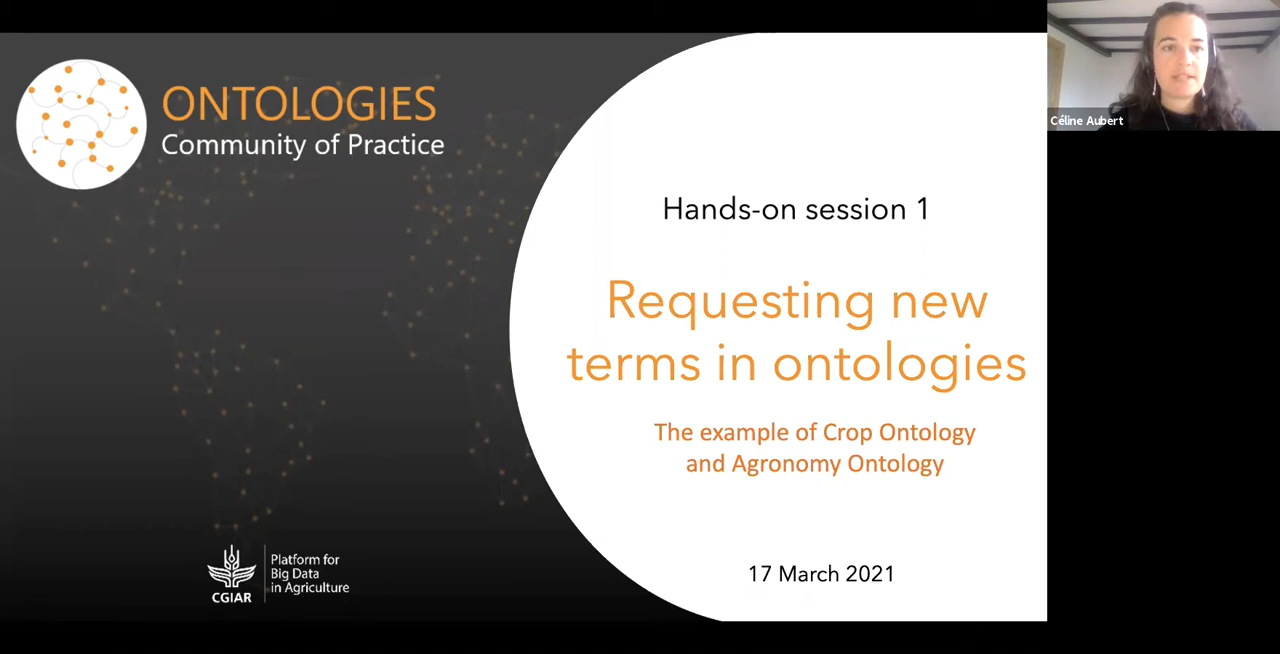 ONTOLOGIES
Community of Practice
Céline Aubert
Hands-on session 1
Requesting new
terms in ontologies
The example of Crop Ontology
and Agronomy Ontology
17 March 2021
CGIAR
Platform for
Big Data
in Agriculture